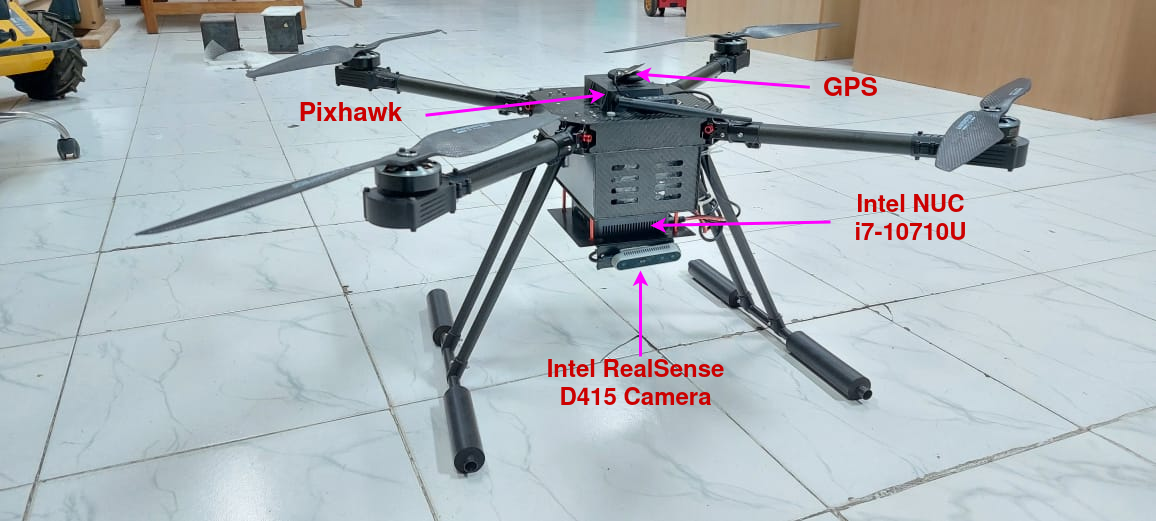 GPS
Pixhawk
Intel NUC
i7-10710U
Intel RealSense
D415 Camera